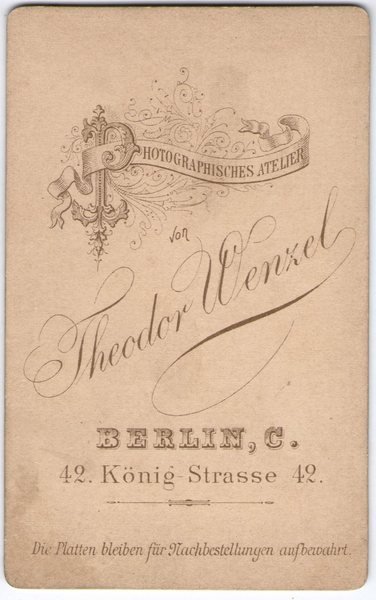 PHOTOGRAPHISCHES ATELIER
von
Theodor Wenzel
BERLIN, C.
42. König-Strasse 42.
Die Platten bleiben für Nachbestellungen aufbewahrt.